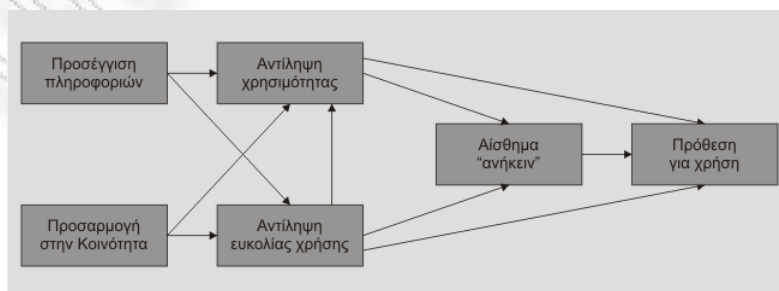 Προσέγγιση
πληροφοριών
Αντίληψη
χρησιμότητας
Αίσθημα
“ανήκειν”
Πρόθεση
για χρήση
Προσαρμογή
στην Κοινότητα
Αντίληψη
ευκολίας χρήσης